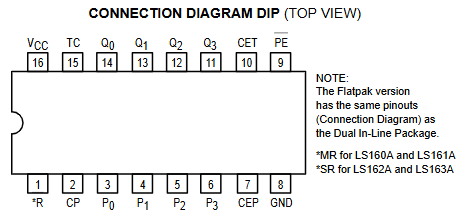 CONNECTION DIAGRAM DIP (TOP VIEW)
VCC TC Q0 Q1 Q2 Q3 CET PE
16 15 14 13 12 11 10 9
NOTE:
The Flatpak version
has the same pinouts
(Connection Diagram) as
the Dual In-Line Package.
*MR for LS160A and LS161A
*SR for LS162A and LS163A
1 2 3 4 5 6 7 8
*R CP P0 P1 P2 P3 CEP GND